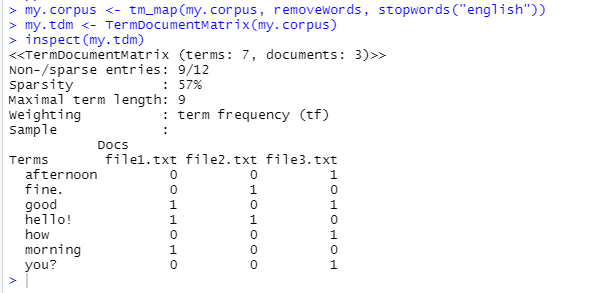 > my.corpus <- tm_map(my.corpus, removeWords, stopwords("english"))
> my.tdm <- TermDocumentMatrix(my.corpus)
> inspect(my.tdm)
<<TermDocumentMatrix (terms: 7, documents: 3)>>
Non-/sparse entries: 9/12
Sparsity           : 57%
Maximal term length: 9
Weighting          : term frequency (tf)
Sample             :
           Docs
Terms       file1.txt file2.txt file3.txt
  afternoon         0         0         1
  fine.             0         1         0
  good              1         0         1
  hello!            1         1         0
  how               0         0         1
  morning           1         0         0
  you?              0         0         1
>